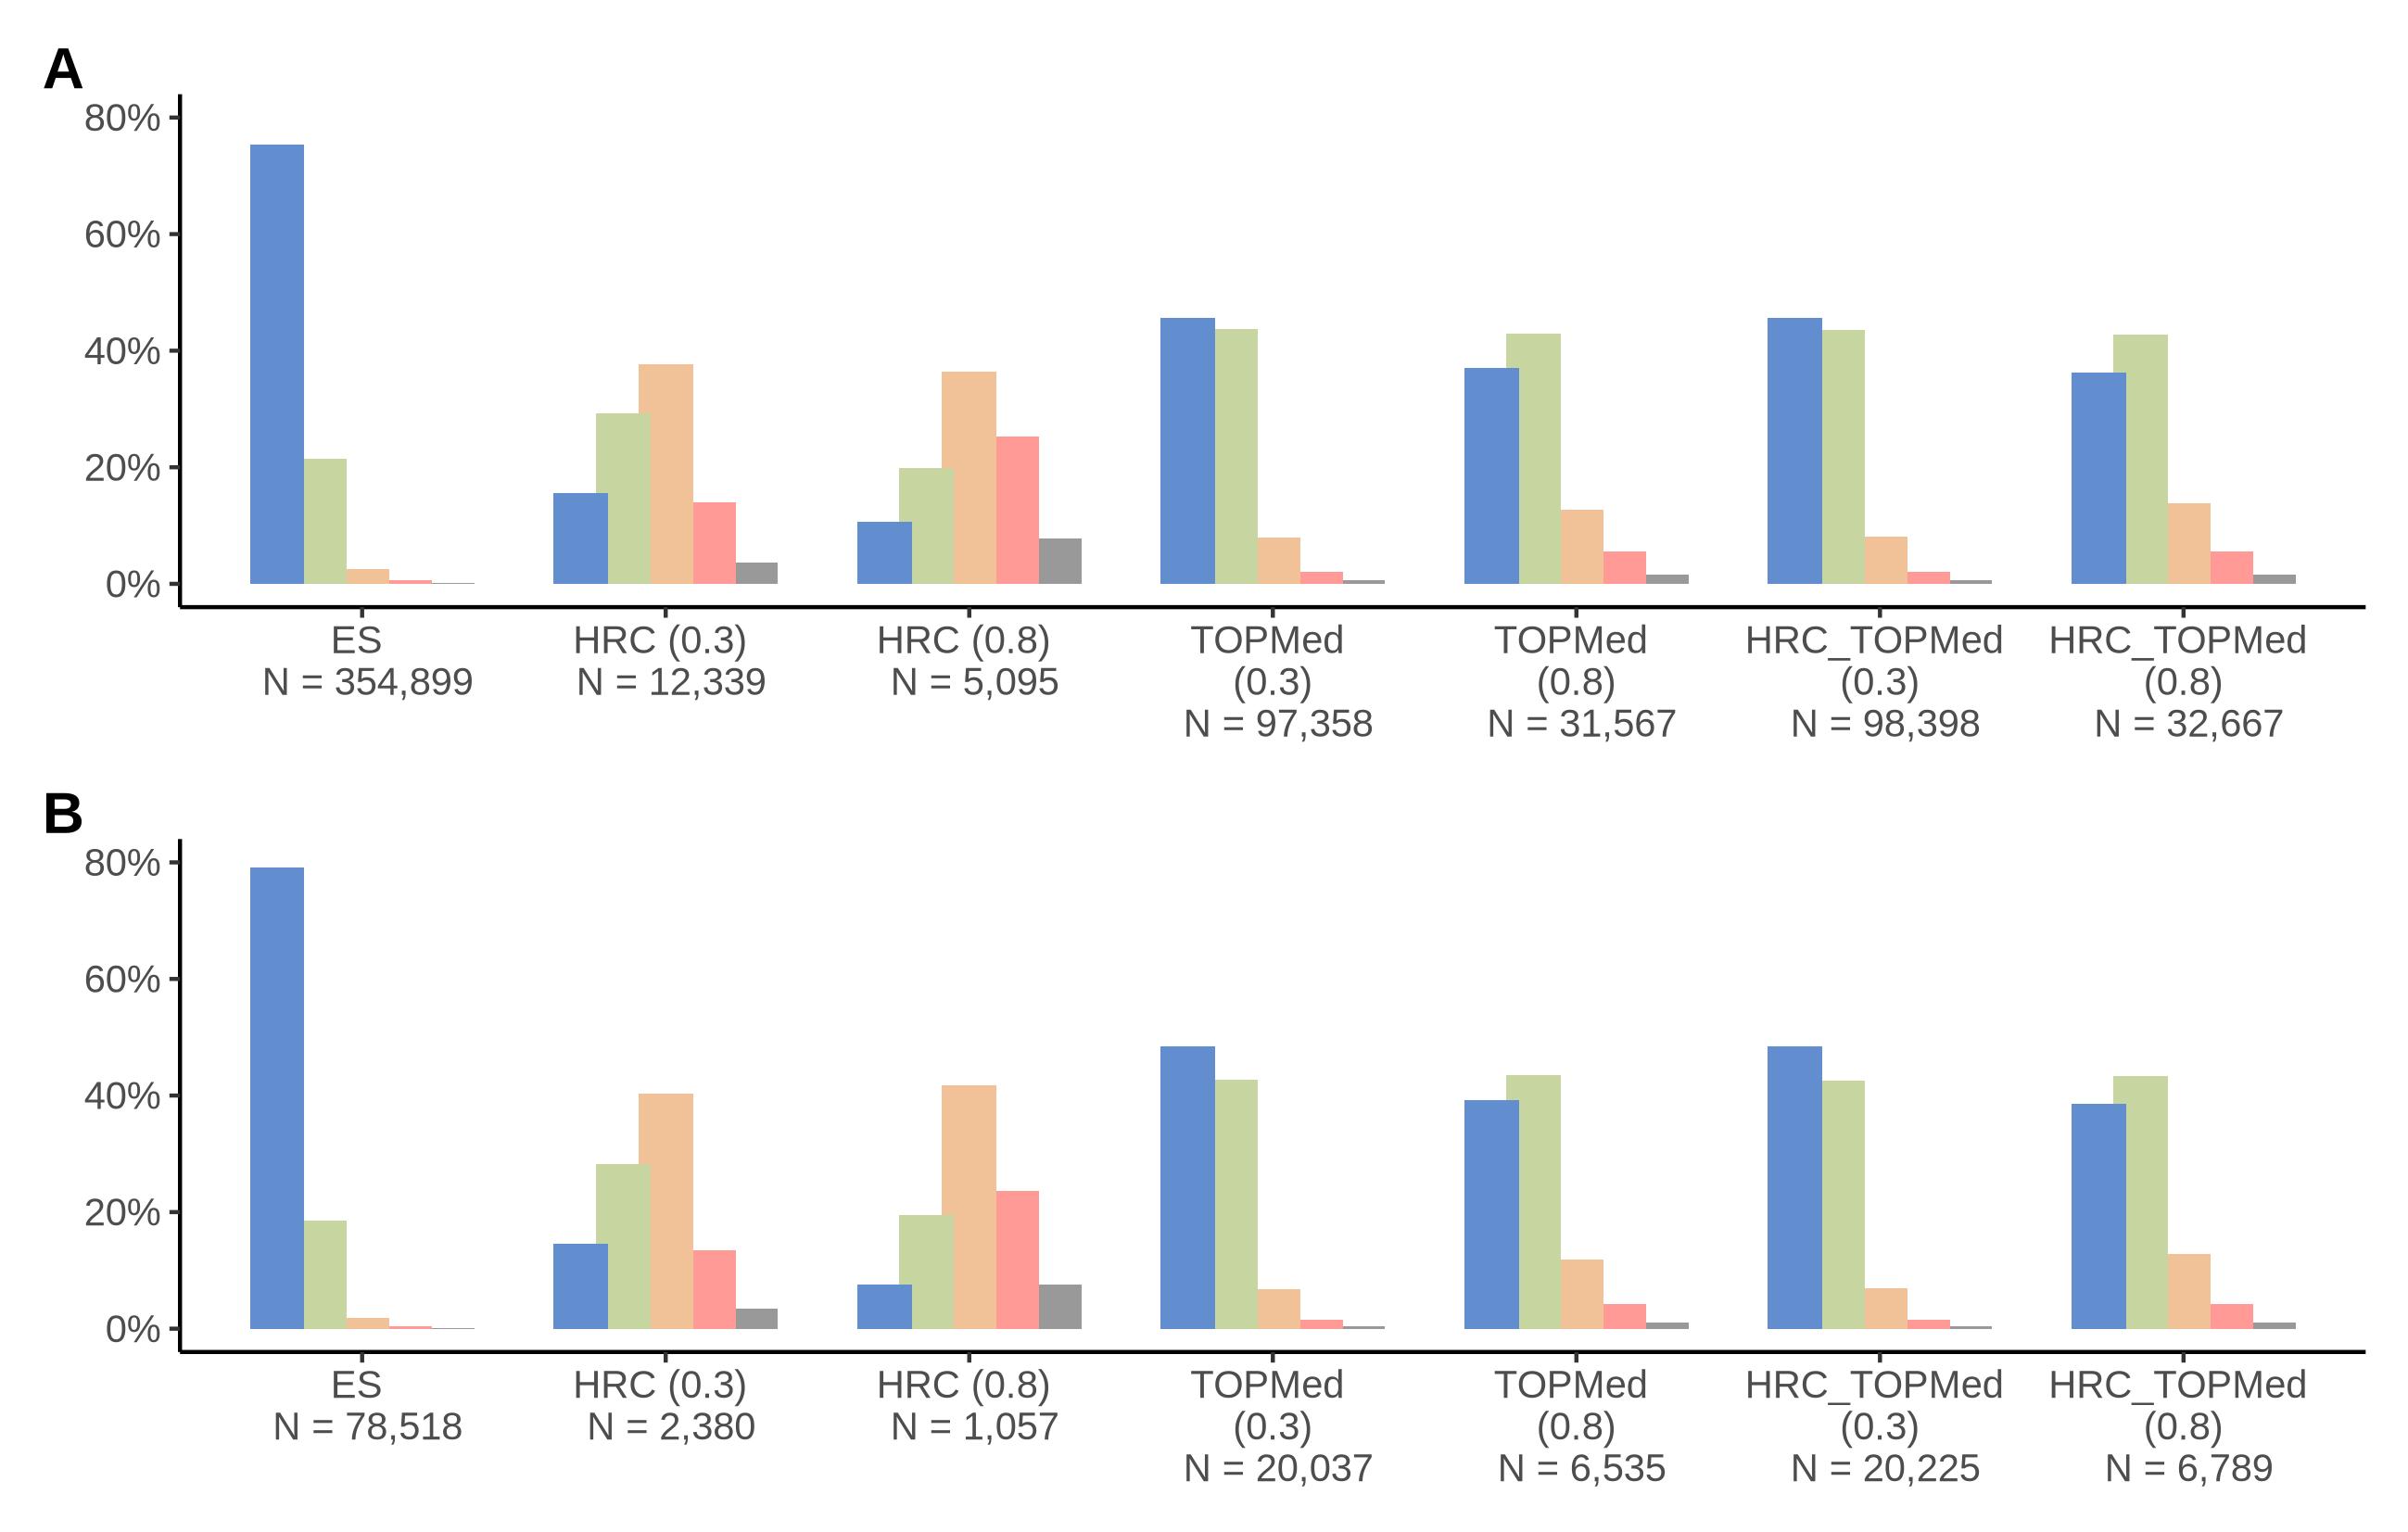 A
80%
60%
40%
20%
0%
ES
N = 354,899
HRC (0.3)
N = 12,339
HRC (0.8)
N = 5,095
TOPMed
(0.3)
N = 97,358
TOPMed
(0.8)
N = 31,567
HRC_TOPMed
(0.3)
N = 98,398
HRC_TOPMed
(0.8)
N = 32,667
B
80%
60%
40%
20%
0%
ES
N = 78,518
HRC (0.3)
N = 2,380
HRC (0.8)
N = 1,057
TOPMed
(0.3)
N = 20,037
TOPMed
(0.8)
N = 6,535
HRC_TOPMed
(0.3)
N = 20,225
HRC_TOPMed
(0.8)
N = 6,789